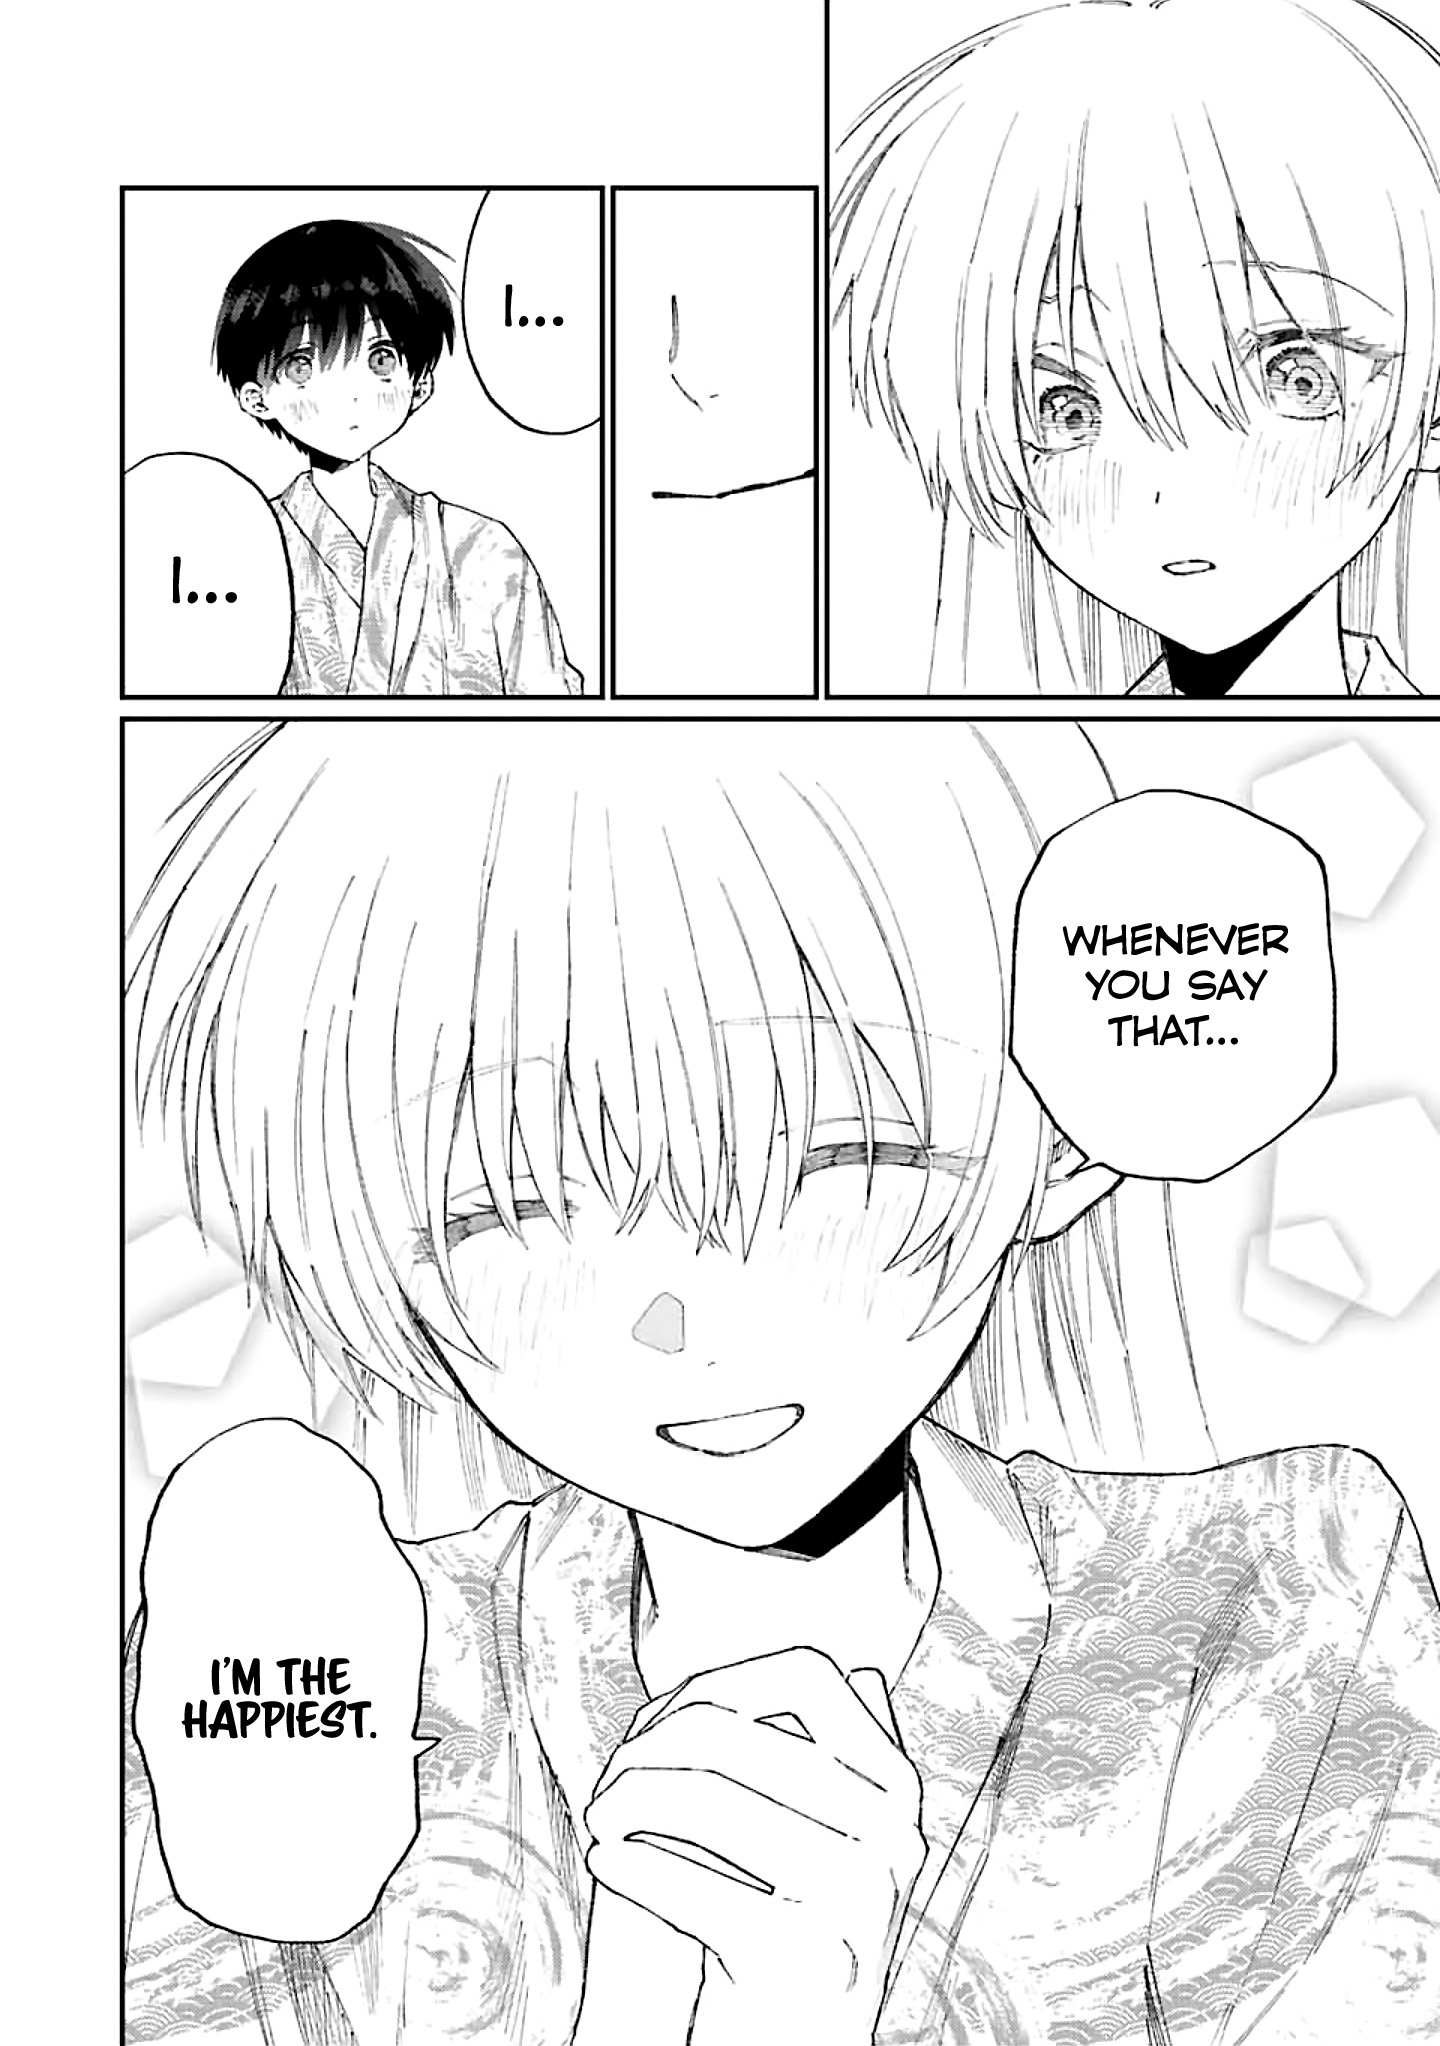 I...
I...
WHENEVER
YOU SAY
THAT...
I'M THE
HAPPIEST.